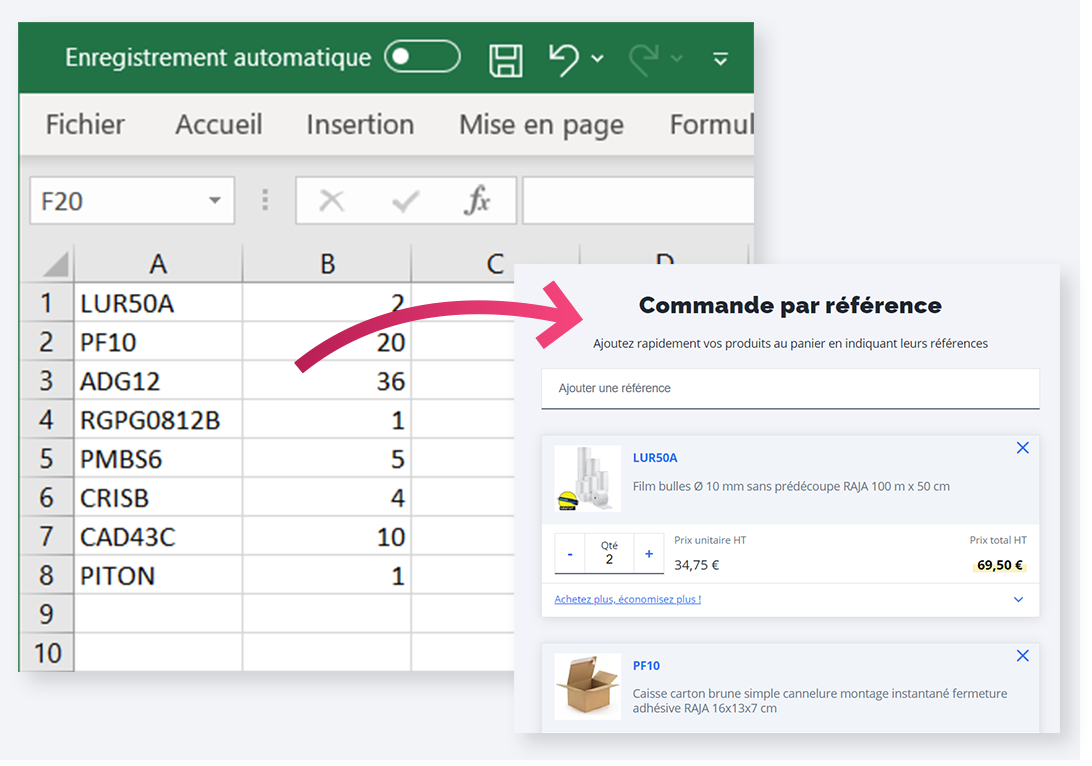 Enregistrement automatique
Fichier Accueil Insertion Mise en page Formul
F20 fx
A B C D
1 LUR50A 2
2 PF10 20
3 ADG12 36
4 RGPG0812B 1
5 PMBS6 5
6 CRISB 4
7 CAD43C 10
8 PITON 1
9
10
Commande par référence
Ajoutez rapidement vos produits au panier en indiquant leurs références
Ajouter une référence
LUR50A
Film bulles Ø 10 mm sans prédécoupe RAJA 100 m x 50 cm
Qté Prix unitaire HT Prix total HT
- 2 + 34,75 € 69,50 €
Achetez plus, économisez plus !
PF10
Caisse carton brune simple cannelure montage instantané fermeture
adhésive RAJA 16x13x7 cm